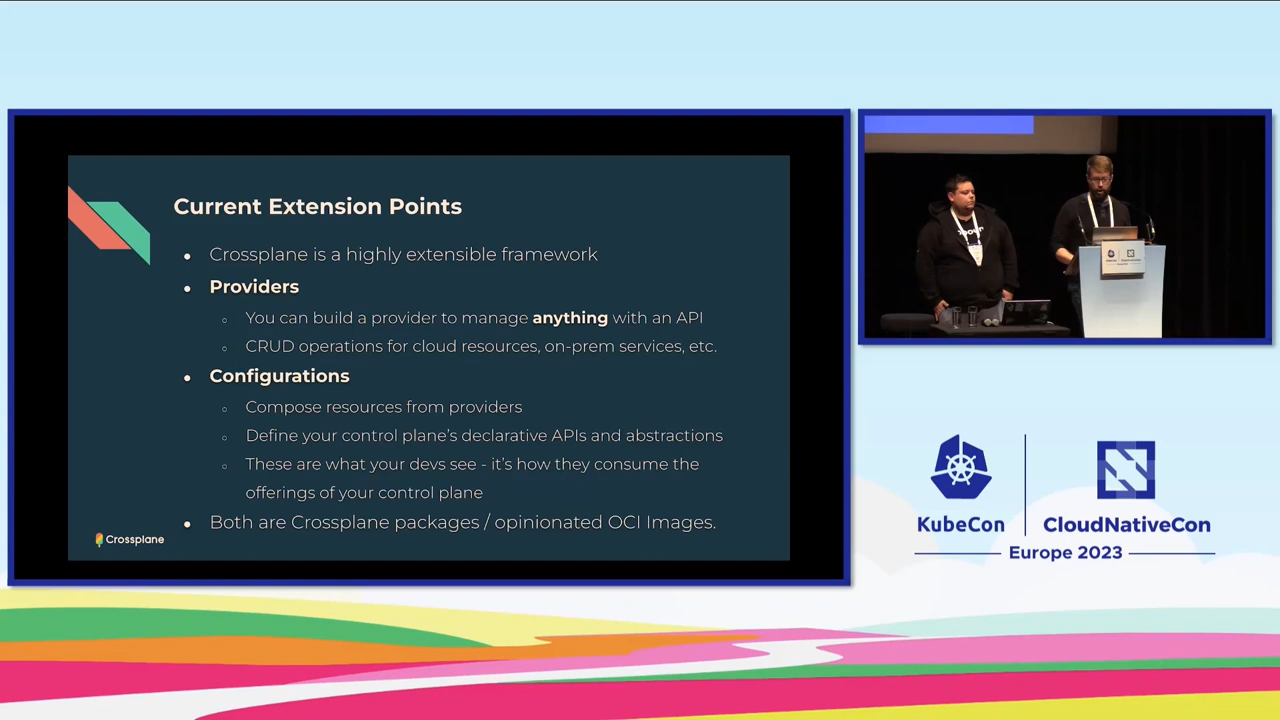 Current Extension Points
● Crossplane is a highly extensible framework
● Providers
○ You can build a provider to manage anything with an API
○ CRUD operations for cloud resources, on-prem services, etc.
● Configurations
○ Compose resources from providers
○ Define your control plane's declarative APIs and abstractions
○ These are what your devs see - it's how they consume the
offerings of your control plane
● Both are Crossplane packages / opinionated OCI Images.
Crossplane
KubeCon
CloudNativeCon
Europe 2023